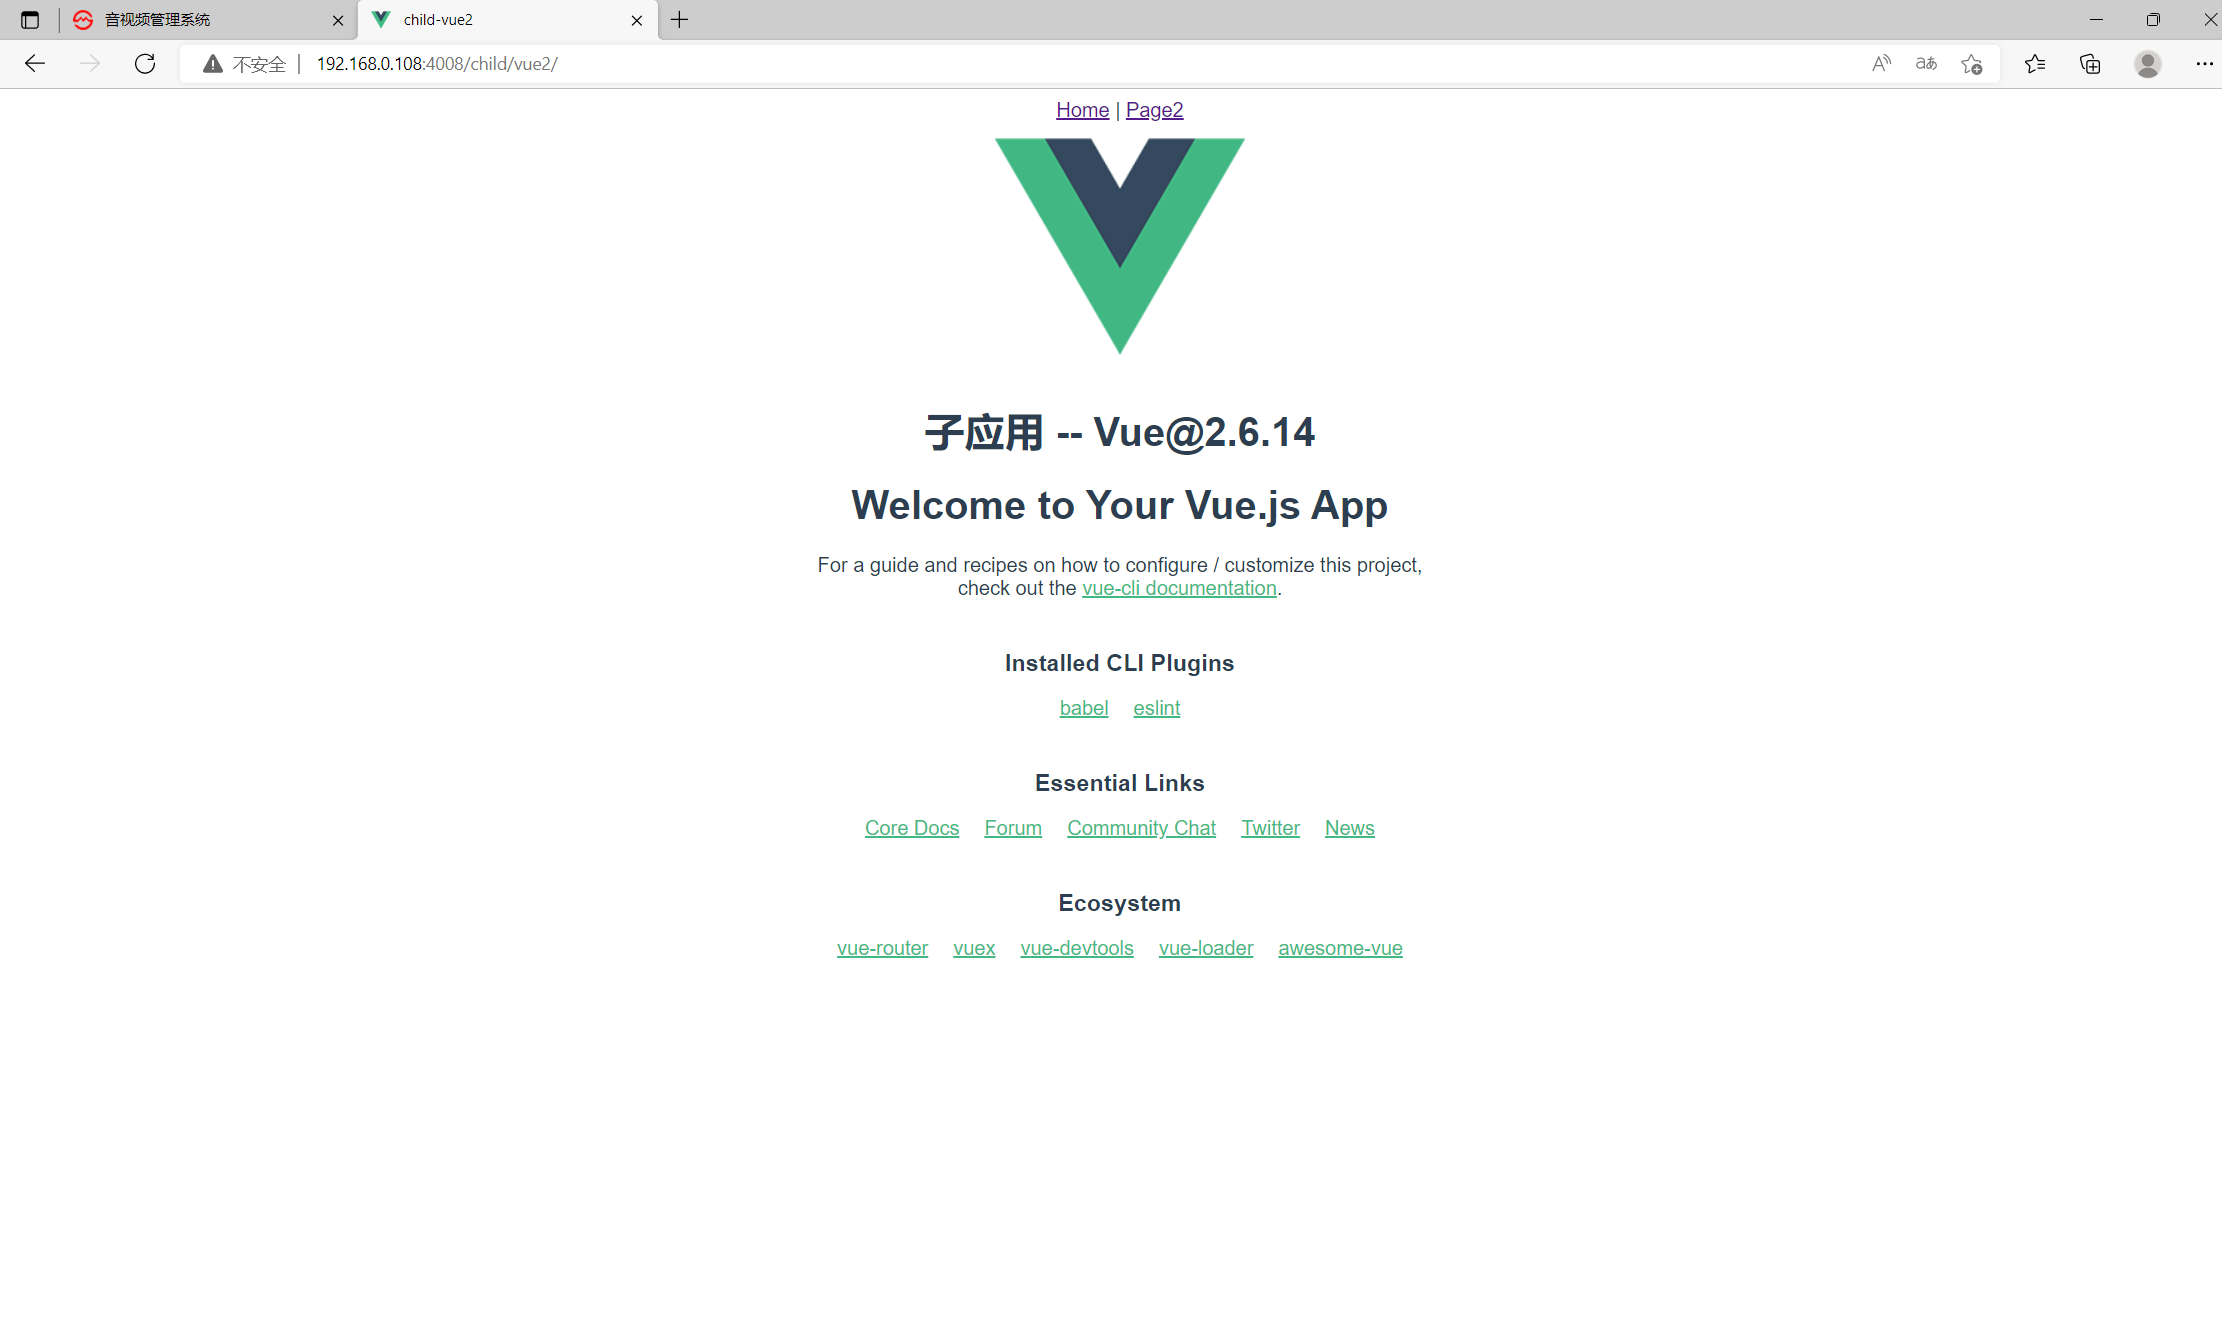 音视频管理系统
child-vue2
不安全 192.168.0.108:4008/child/vue2/
Home | Page2
子应用 -- Vue@2.6.14
Welcome to Your Vue.js App
For a guide and recipes on how to configure / customize this project,
check out the vue-cli documentation.
Installed CLI Plugins
babel eslint
Essential Links
Core Docs Forum Community Chat Twitter News
Ecosystem
vue-router vuex vue-devtools vue-loader awesome-vue